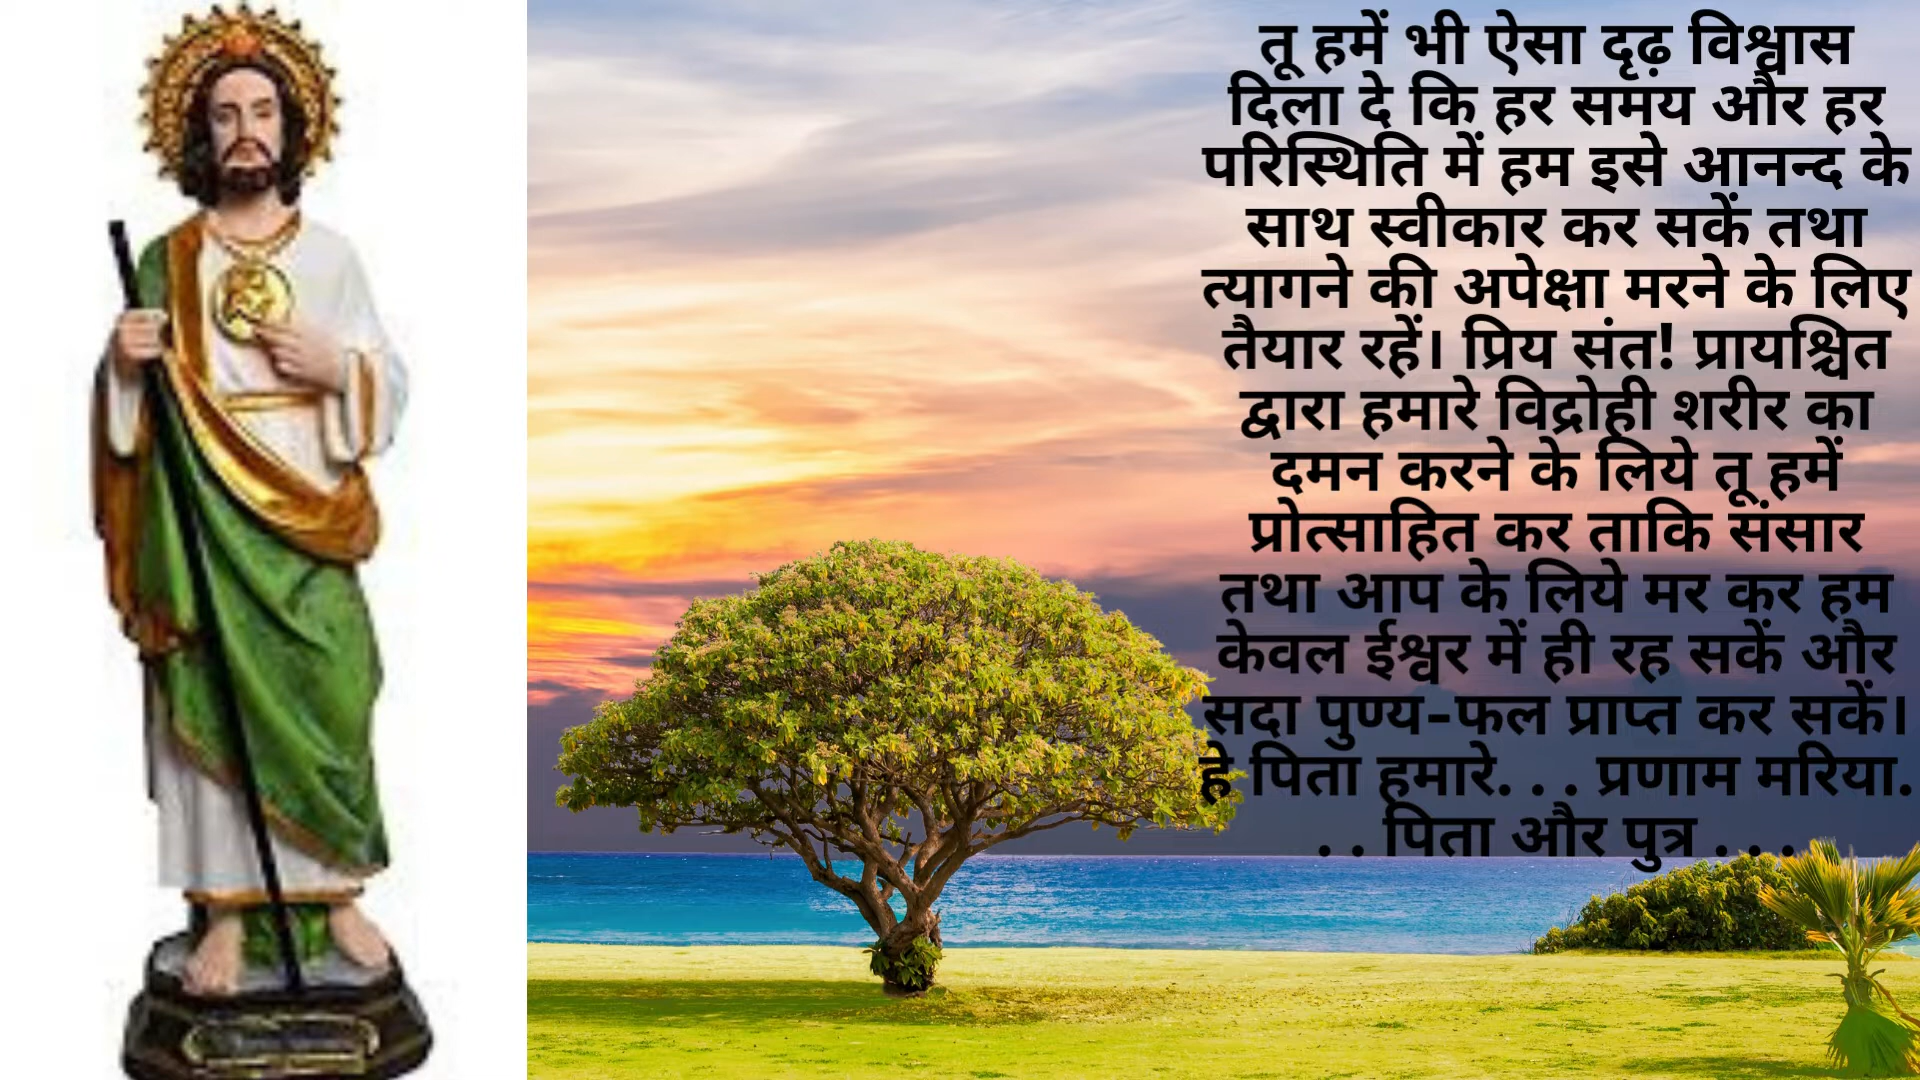 तू हमें भी ऐसा दृढ़ विश्वास
दिला दे कि हर समय और हर
परिस्थिति में हम इसे आनन्द के
साथ स्वीकार कर सकें तथा
त्यागने की अपेक्षा मरने के लिए
तैयार रहें। प्रिय संत! प्रायश्चित
द्वारा हमारे विद्रोही शरीर का
दमन करने के लिये तू हमें
प्रोत्साहित कर ताकि संसार
तथा आप के लिये मर कर हम
केवल ईश्वर में ही रह सकें और
सदा पुण्य-फल प्राप्त कर सकें।
हे पिता हमारे. . . प्रणाम मरिया.
. . पिता और पुत्र . . . .